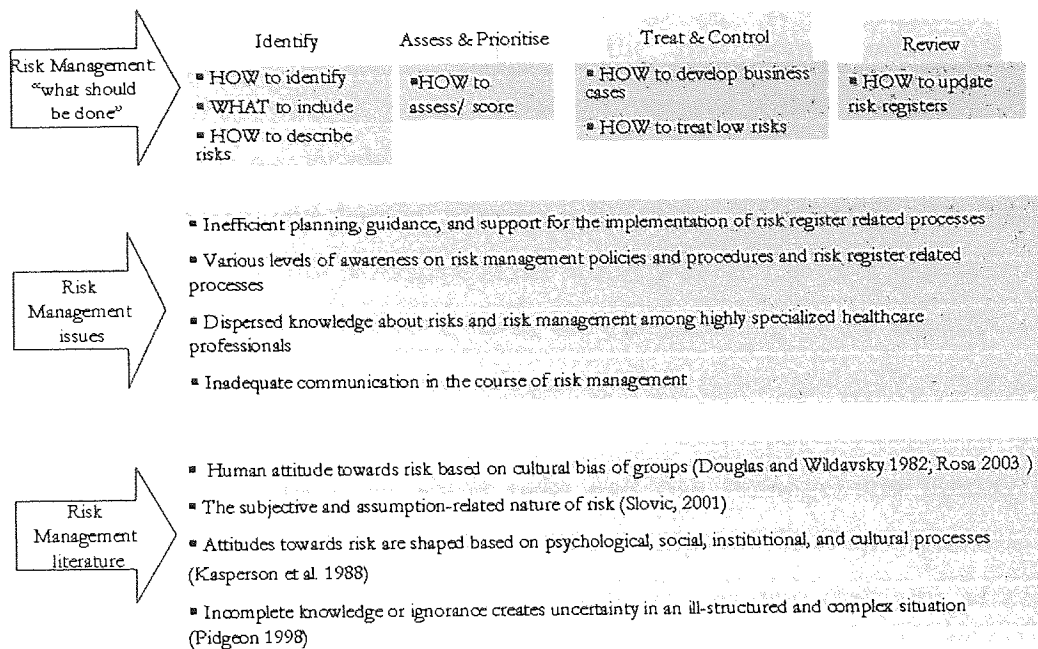 Risk Management:
"what should
be done"
Identify
▪ HOW to identify
▪ WHAT to include
▪ HOW to describe
risks
Assess & Prioritise
▪HOW to
assess/ score
Treat & Control
▪ HOW to develop business
cases
▪ HOW to treat low risks
Review
▪ HOW to update
risk registers
Risk
Management
issues
▪ Inefficient planning, guidance, and support for the implementation of risk register related processes
▪ Various levels of awareness on risk management policies and procedures and risk register related
processes
▪ Dispersed knowledge about risks and risk management among highly specialized healthcare
professionals
▪ Inadequate communication in the course of risk management
Risk
Management
literature
▪ Human attitude towards risk based on cultural bias of groups (Douglas and Wildavsky 1982; Rosa 2003 )
▪ The subjective and assumption-related nature of risk (Slovic, 2001)
▪ Attitudes towards risk are shaped based on psychological, social, institutional, and cultural processes
(Kasperson et al. 1988)
▪ Incomplete knowledge or ignorance creates uncertainty in an ill-structured and complex situation
(Pidgeon 1998)